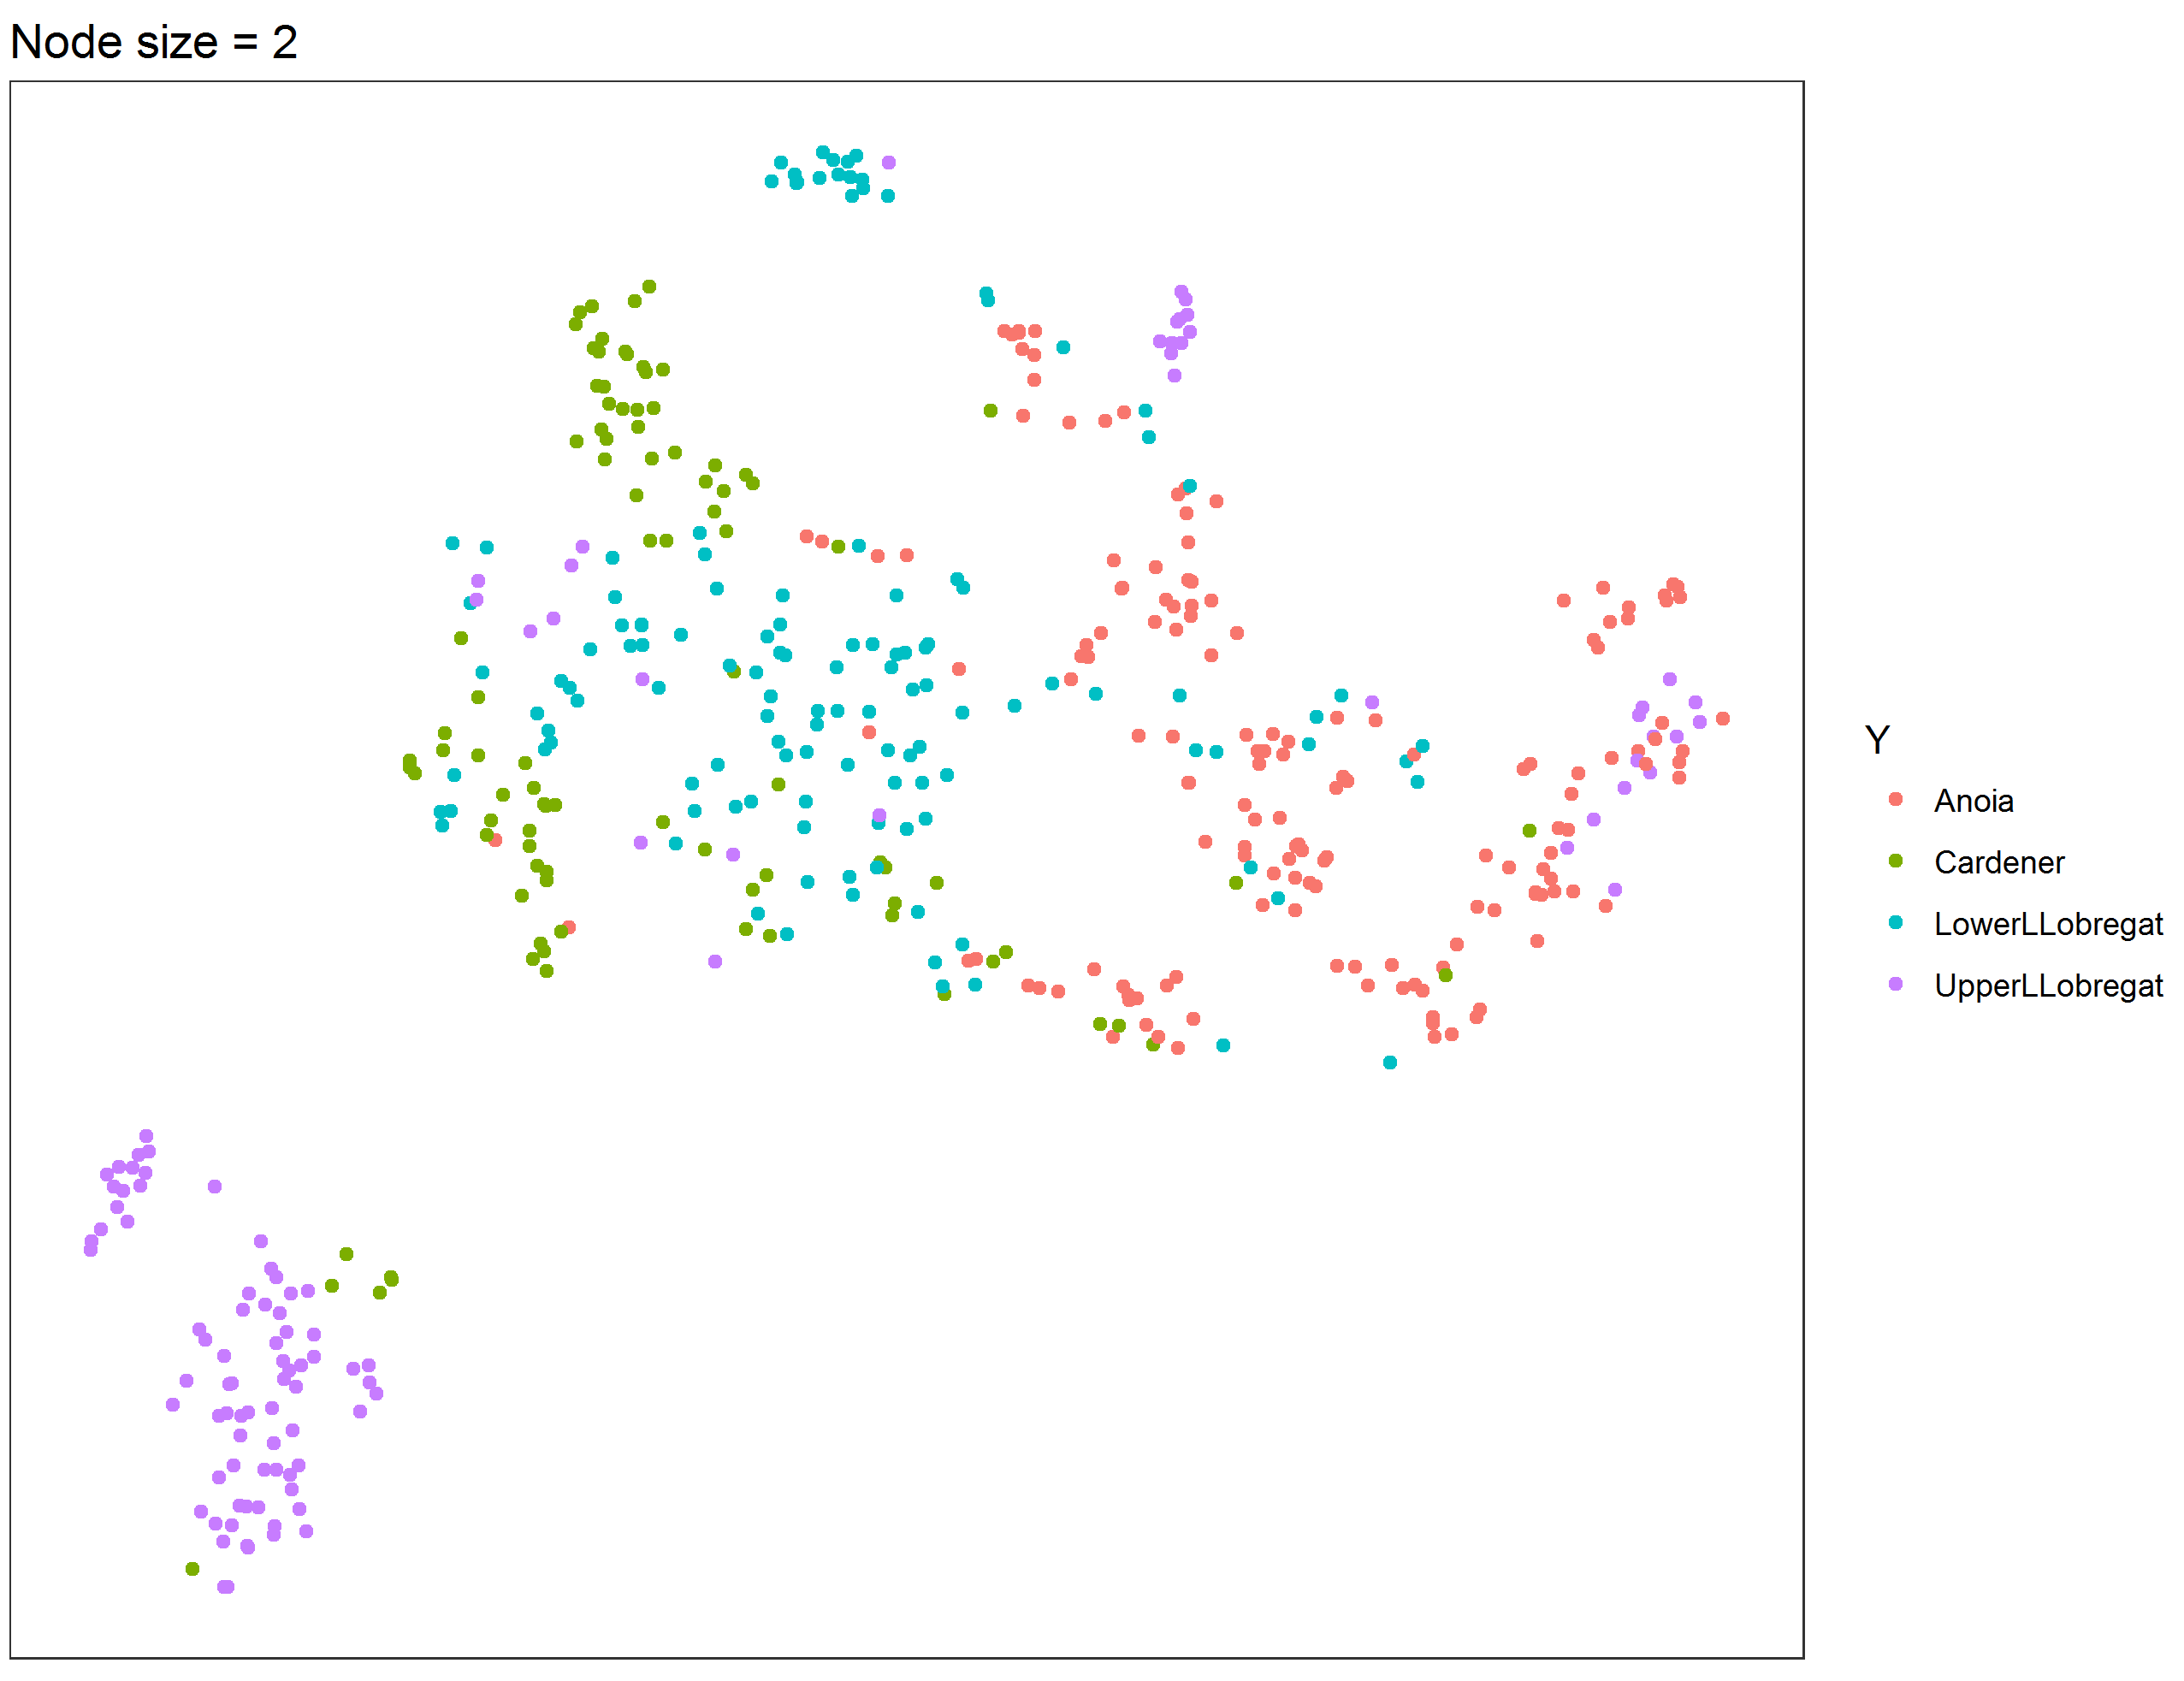 Node size = 2
Y
Anoia
Cardener
LowerLLobregat
UpperLLobregat